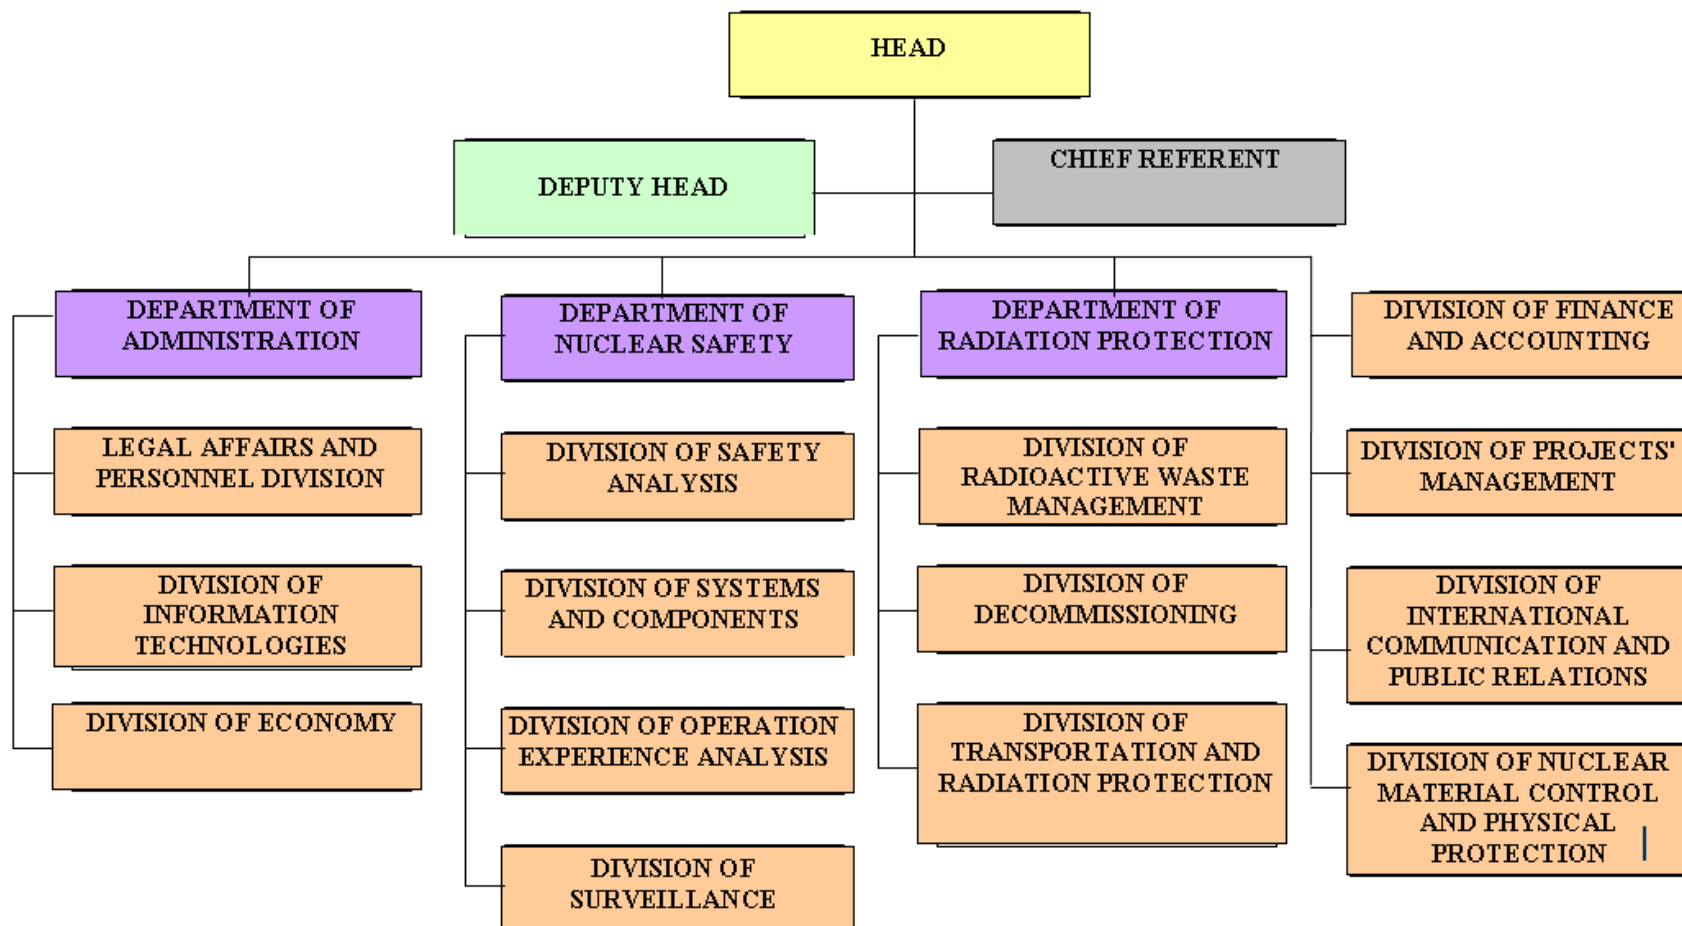 HEAD
DEPUTY HEAD
CHIEF REFERENT
DEPARTMENT OF
ADMINISTRATION
LEGAL AFFAIRS AND
PERSONNEL DIVISION
DIVISION OF
INFORMATION
TECHNOLOGIES
DIVISION OF ECONOMY
DEPARTMENT OF
NUCLEAR SAFETY
DIVISION OF SAFETY
ANALYSIS
DIVISION OF SYSTEMS
AND COMPONENTS
DIVISION OF OPERATION
EXPERIENCE ANALYSIS
DIVISION OF
SURVEILLANCE
DEPARTMENT OF
RADIATION PROTECTION
DIVISION OF
RADIOACTIVE WASTE
MANAGEMENT
DIVISION OF
DECOMMISSIONING
DIVISION OF
TRANSPORTATION AND
RADIATION PROTECTION
DIVISION OF FINANCE
AND ACCOUNTING
DIVISION OF PROJECTS'
MANAGEMENT
DIVISION OF
INTERNATIONAL
COMMUNICATION AND
PUBLIC RELATIONS
DIVISION OF NUCLEAR
MATERIAL CONTROL
AND PHYSICAL
PROTECTION